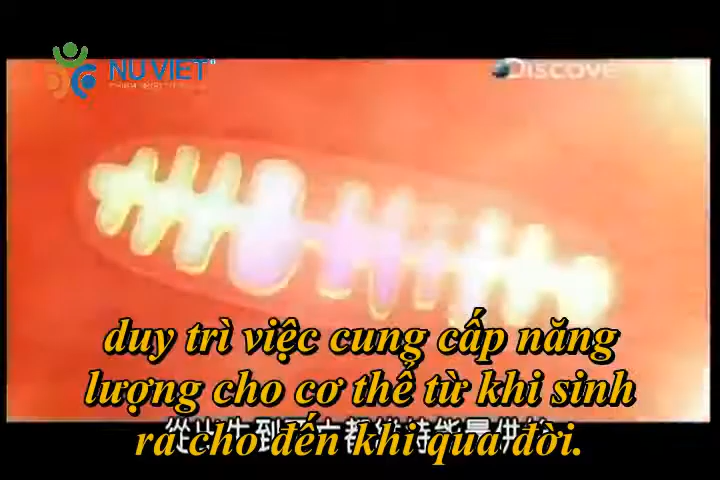 NU VIET
DISCOVE
duy trì việc cung cấp năng
lượng cho cơ thể từ khi sinh
ra cho đến khi qua đời.